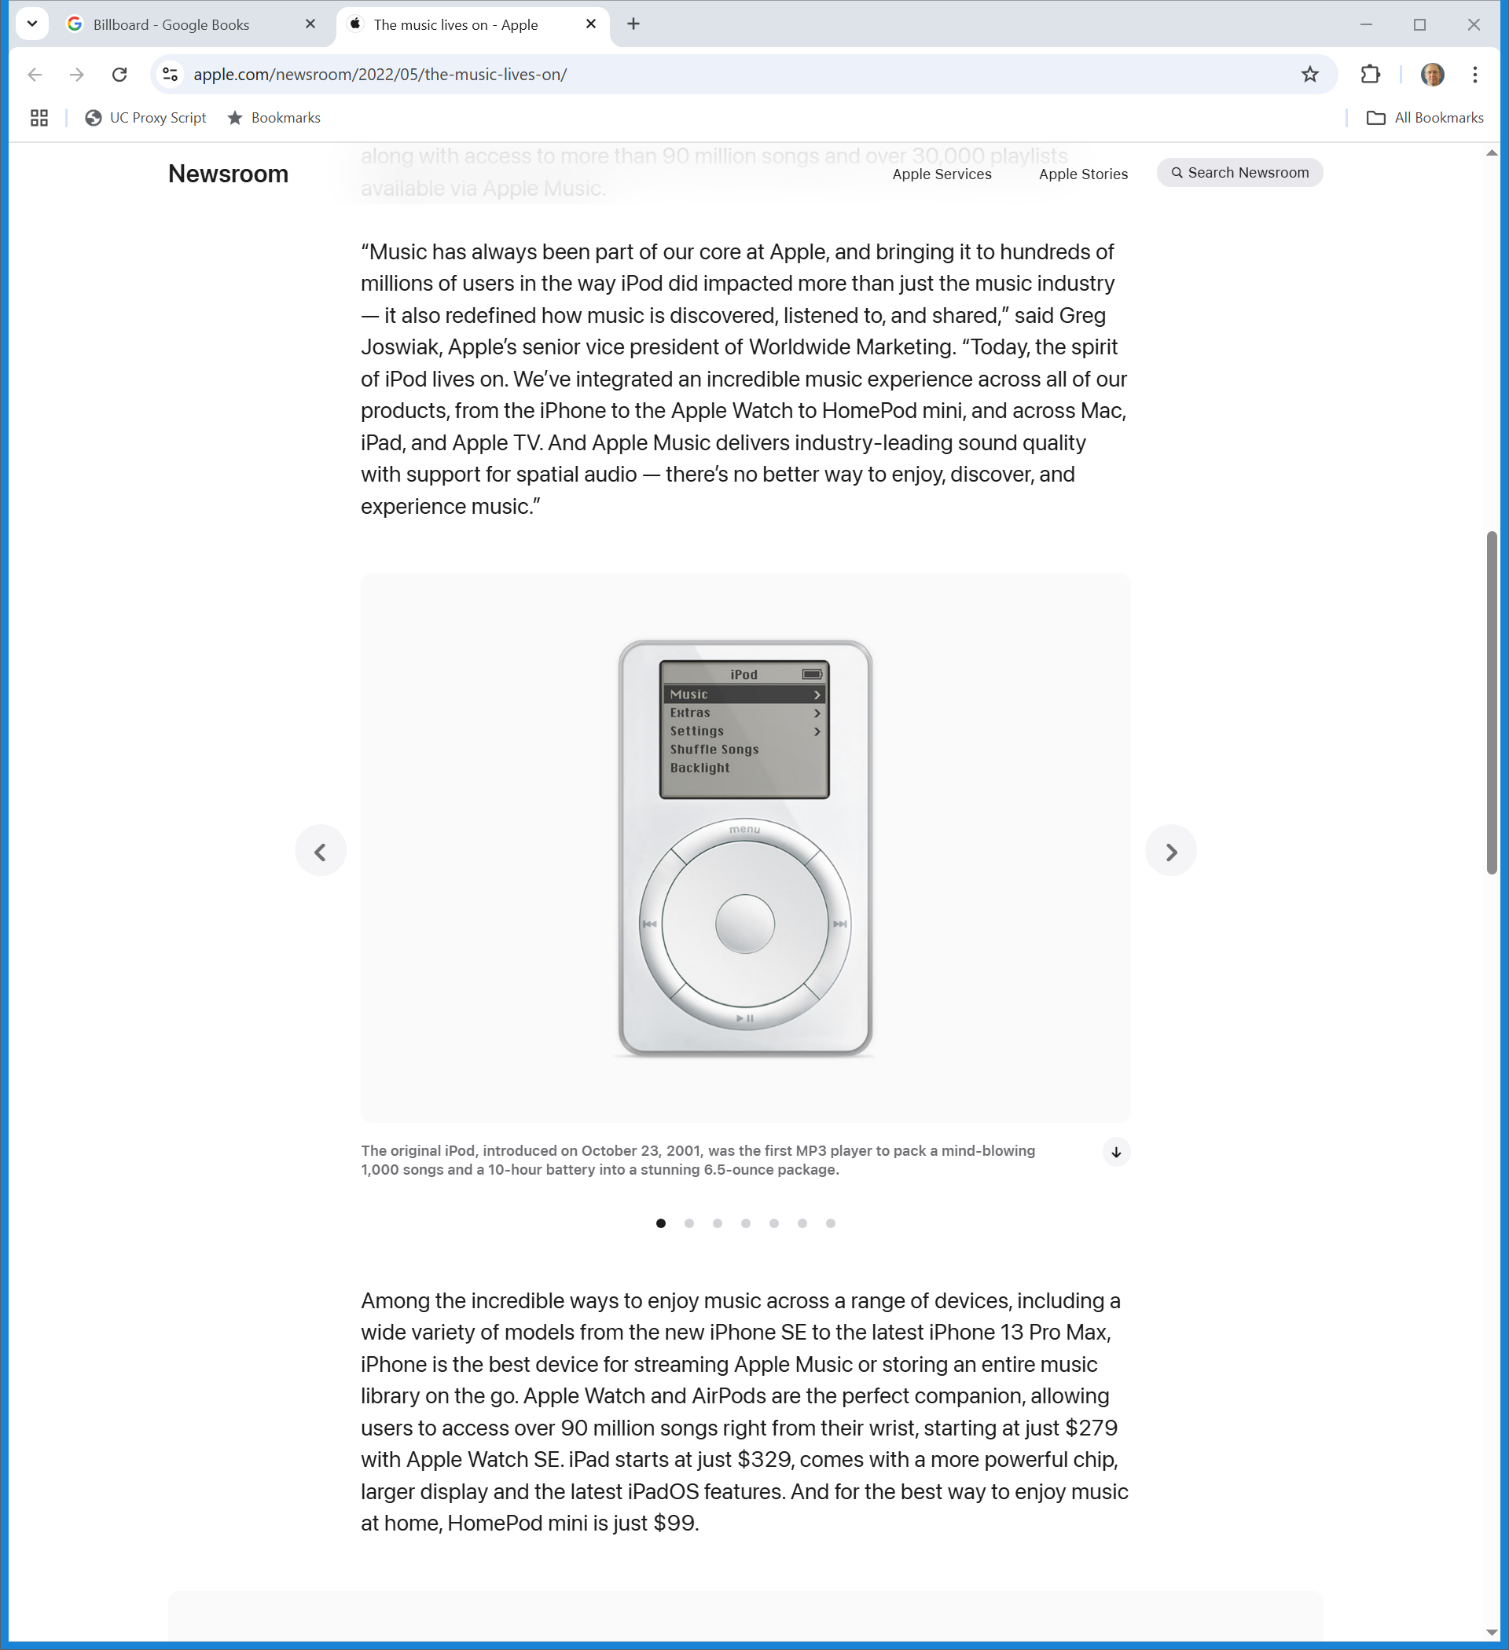 Billboard - Google Books
The music lives on - Apple
apple.com/newsroom/2022/05/the-music-lives-on/
UC Proxy Script
Bookmarks
All Bookmarks
along with access to more than 90 million songs and over 30,000 playlists
available via Apple Music.
Newsroom
Apple Services
Apple Stories
Search Newsroom
“Music has always been part of our core at Apple, and bringing it to hundreds of
millions of users in the way iPod did impacted more than just the music industry
— it also redefined how music is discovered, listened to, and shared,” said Greg
Joswiak, Apple’s senior vice president of Worldwide Marketing. “Today, the spirit
of iPod lives on. We’ve integrated an incredible music experience across all of our
products, from the iPhone to the Apple Watch to HomePod mini, and across Mac,
iPad, and Apple TV. And Apple Music delivers industry-leading sound quality
with support for spatial audio — there’s no better way to enjoy, discover, and
experience music.”
iPod
Music
Extras
Settings
Shuffle Songs
Backlight
menu
The original iPod, introduced on October 23, 2001, was the first MP3 player to pack a mind-blowing
1,000 songs and a 10-hour battery into a stunning 6.5-ounce package.
Among the incredible ways to enjoy music across a range of devices, including a
wide variety of models from the new iPhone SE to the latest iPhone 13 Pro Max,
iPhone is the best device for streaming Apple Music or storing an entire music
library on the go. Apple Watch and AirPods are the perfect companion, allowing
users to access over 90 million songs right from their wrist, starting at just $279
with Apple Watch SE. iPad starts at just $329, comes with a more powerful chip,
larger display and the latest iPadOS features. And for the best way to enjoy music
at home, HomePod mini is just $99.